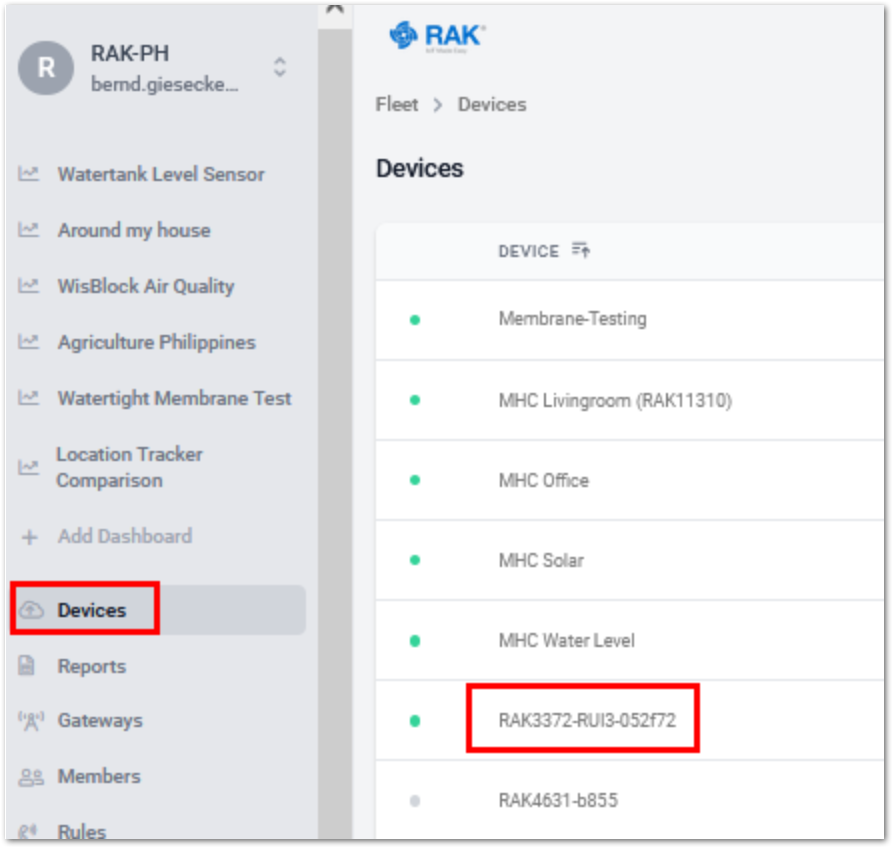 R
RAK-PH
bernd.giesecke...
Watertank Level Sensor
Around my house
WisBlock Air Quality
Agriculture Philippines
Watertight Membrane Test
Location Tracker
Comparison
+ Add Dashboard
Devices
Reports
Gateways
Members
Rules
RAK®
Fleet > Devices
Devices
DEVICE
Membrane-Testing
MHC Livingroom (RAK11310)
MHC Office
MHC Solar
MHC Water Level
RAK3372-RUI3-052f72
RAK4631-b855